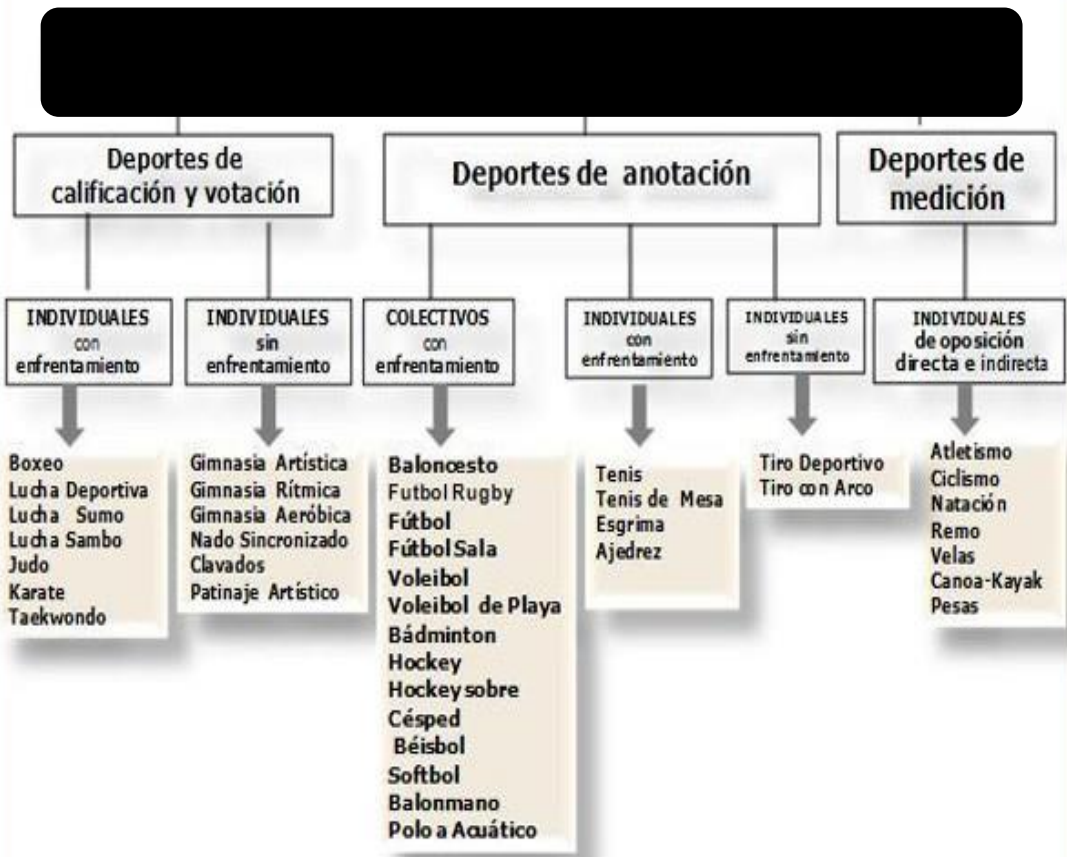 Deportes de
calificación y votación
Deportes de anotación
Deportes de
medición
INDIVIDUALES
con
enfrentamiento
INDIVIDUALES
sin
enfrentamiento
COLECTIVOS
con
enfrentamiento
INDIVIDUALES
con
enfrentamiento
INDIVIDUALES
sin
enfrentamiento
INDIVIDUALES
de oposición
directa e indirecta
Boxeo
Lucha Deportiva
Lucha Sumo
Lucha Sambo
Judo
Karate
Taekwondo
Gimnasia Artística
Gimnasia Rítmica
Gimnasia Aeróbica
Nado Sincronizado
Clavados
Patinaje Artístico
Baloncesto
Futbol Rugby
Fútbol
Fútbol Sala
Voleibol
Voleibol de Playa
Bádminton
Hockey
Hockey sobre
Césped
Béisbol
Softbol
Balonmano
Polo a Acuático
Tenis
Tenis de Mesa
Esgrima
Ajedrez
Tiro Deportivo
Tiro con Arco
Atletismo
Ciclismo
Natación
Remo
Velas
Canoa-Kayak
Pesas